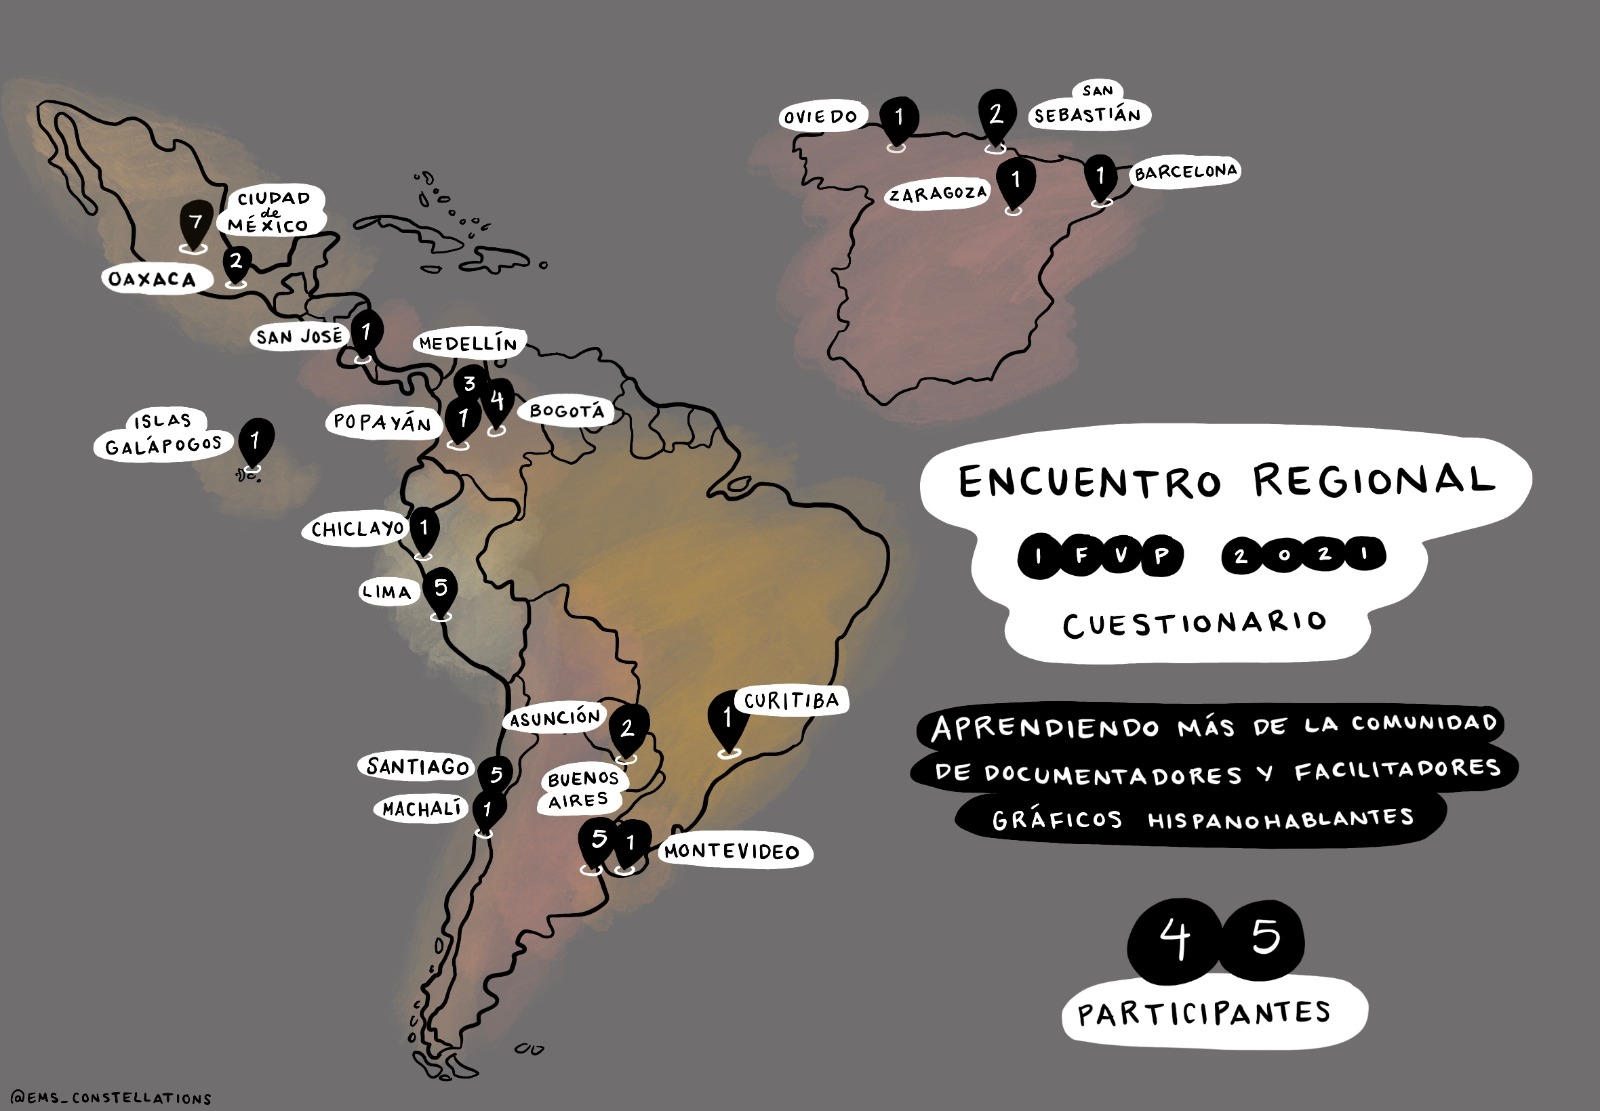 OVIEDO
1
2
SAN
SEBASTIÁN
ZARAGOZA
1
1
BARCELONA
7
CIUDAD
de
MÉXICO
2
OAXACA
SAN JOSÉ
1
MEDELLÍN
3
4
BOGOTÁ
POPAYÁN
1
ISLAS
GALÁPOGOS
1
CHICLAYO
1
LIMA
5
CURITIBA
1
ASUNCIÓN
2
SANTIAGO
5
MACHALÍ
1
BUENOS
AIRES
5
1
MONTEVIDEO
ENCUENTRO REGIONAL
IFVP 2021
CUESTIONARIO
APRENDIENDO MÁS DE LA COMUNIDAD
DE DOCUMENTADORES Y FACILITADORES
GRÁFICOS HISPANOHABLANTES
45
PARTICIPANTES
@EMS_CONSTELLATIONS